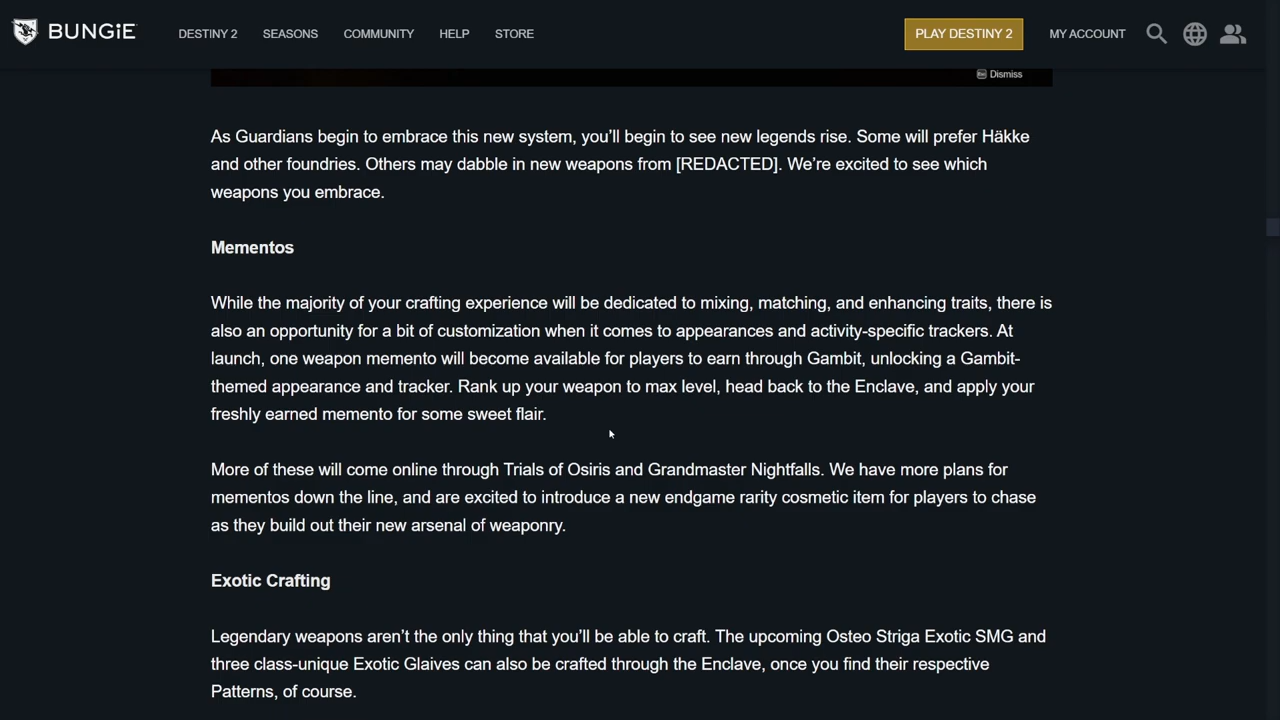 BUNGiE
DESTINY 2 SEASONS COMMUNITY HELP STORE PLAY DESTINY 2 MY ACCOUNT
Esc Dismiss
As Guardians begin to embrace this new system, you'll begin to see new legends rise. Some will prefer Häkke
and other foundries. Others may dabble in new weapons from [REDACTED]. We're excited to see which
weapons you embrace.
Mementos
While the majority of your crafting experience will be dedicated to mixing, matching, and enhancing traits, there is
also an opportunity for a bit of customization when it comes to appearances and activity-specific trackers. At
launch, one weapon memento will become available for players to earn through Gambit, unlocking a Gambit-
themed appearance and tracker. Rank up your weapon to max level, head back to the Enclave, and apply your
freshly earned memento for some sweet flair.
More of these will come online through Trials of Osiris and Grandmaster Nightfalls. We have more plans for
mementos down the line, and are excited to introduce a new endgame rarity cosmetic item for players to chase
as they build out their new arsenal of weaponry.
Exotic Crafting
Legendary weapons aren't the only thing that you'll be able to craft. The upcoming Osteo Striga Exotic SMG and
three class-unique Exotic Glaives can also be crafted through the Enclave, once you find their respective
Patterns, of course.